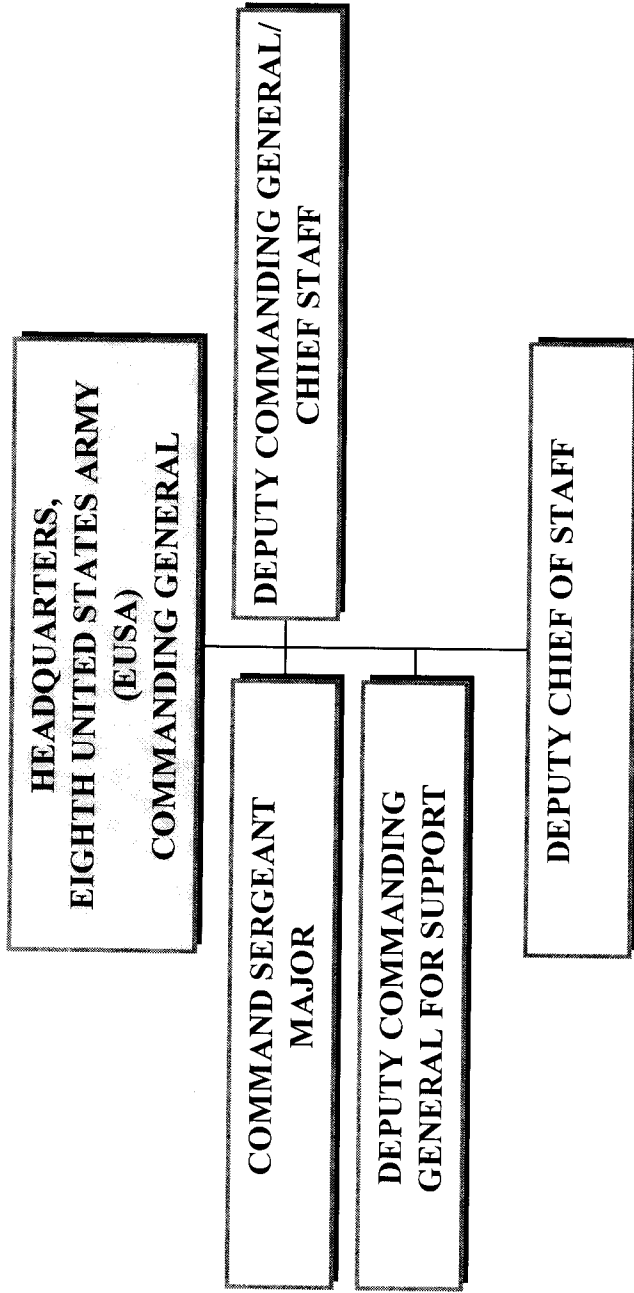 HEADQUARTERS,
EIGHTH UNITED STATES ARMY
(EUSA)
COMMANDING GENERAL
COMMAND SERGEANT
MAJOR
DEPUTY COMMANDING GENERAL/
CHIEF STAFF
DEPUTY COMMANDING
GENERAL FOR SUPPORT
DEPUTY CHIEF OF STAFF